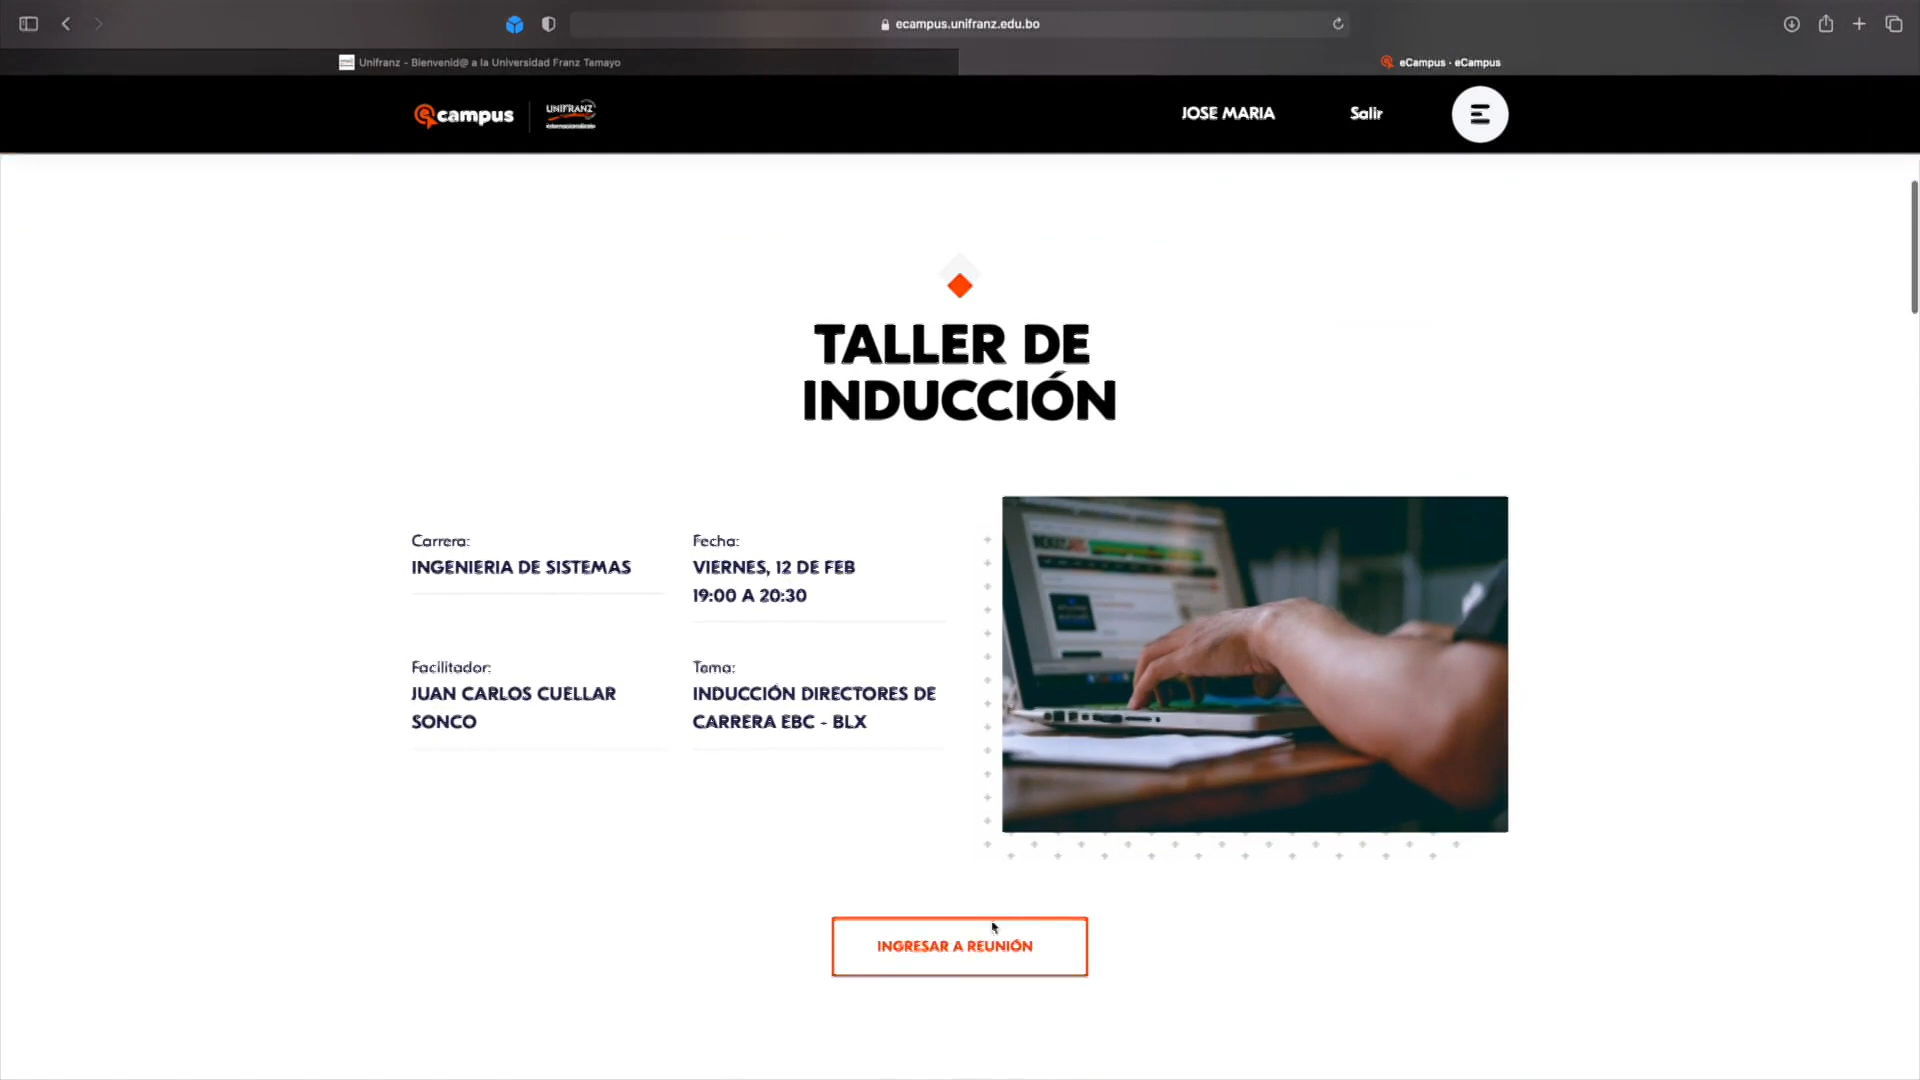 ecampus.unifranz.edu.bo
Unifranz - Bienvenid@ a la Universidad Franz Tamayo
eCampus · eCampus
campus
UNIFRANZ
JOSE MARIA
Salir
TALLER DE
INDUCCIÓN
Carrera:
INGENIERIA DE SISTEMAS
Fecha:
VIERNES, 12 DE FEB
19:00 A 20:30
Facilitador:
JUAN CARLOS CUELLAR
SONCO
Tema:
INDUCCIÓN DIRECTORES DE
CARRERA EBC - BLX
INGRESAR A REUNIÓN